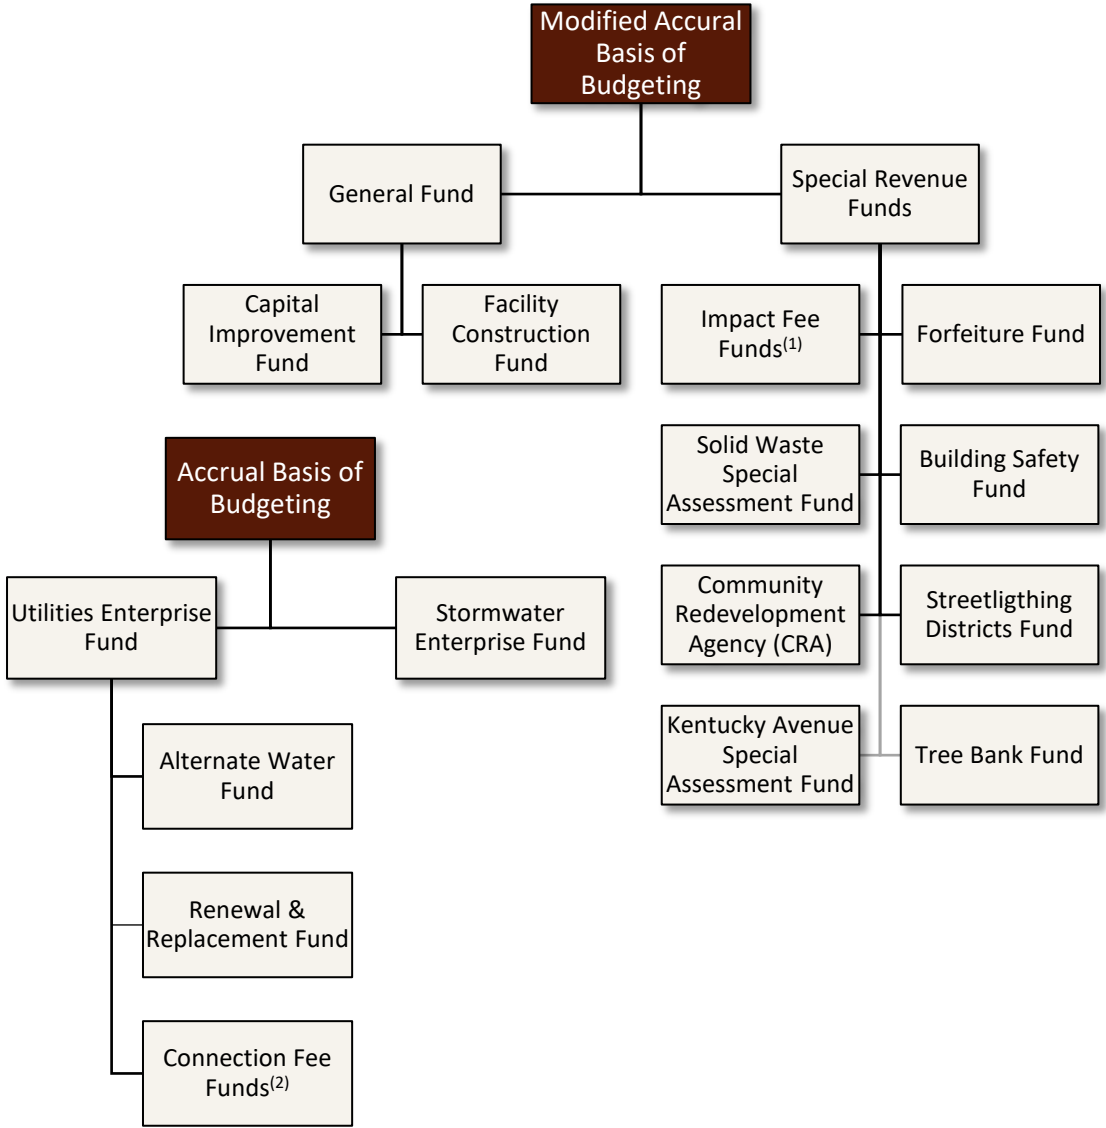 Modified Accural
Basis of
Budgeting
General Fund
Special Revenue
Funds
Capital
Improvement
Fund
Facility
Construction
Fund
Impact Fee
Funds(1)
Forfeiture Fund
Solid Waste
Special
Assessment Fund
Building Safety
Fund
Community
Redevelopment
Agency (CRA)
Streetligthing
Districts Fund
Kentucky Avenue
Special
Assessment Fund
Tree Bank Fund
Accrual Basis of
Budgeting
Utilities Enterprise
Fund
Stormwater
Enterprise Fund
Alternate Water
Fund
Renewal &
Replacement Fund
Connection Fee
Funds(2)